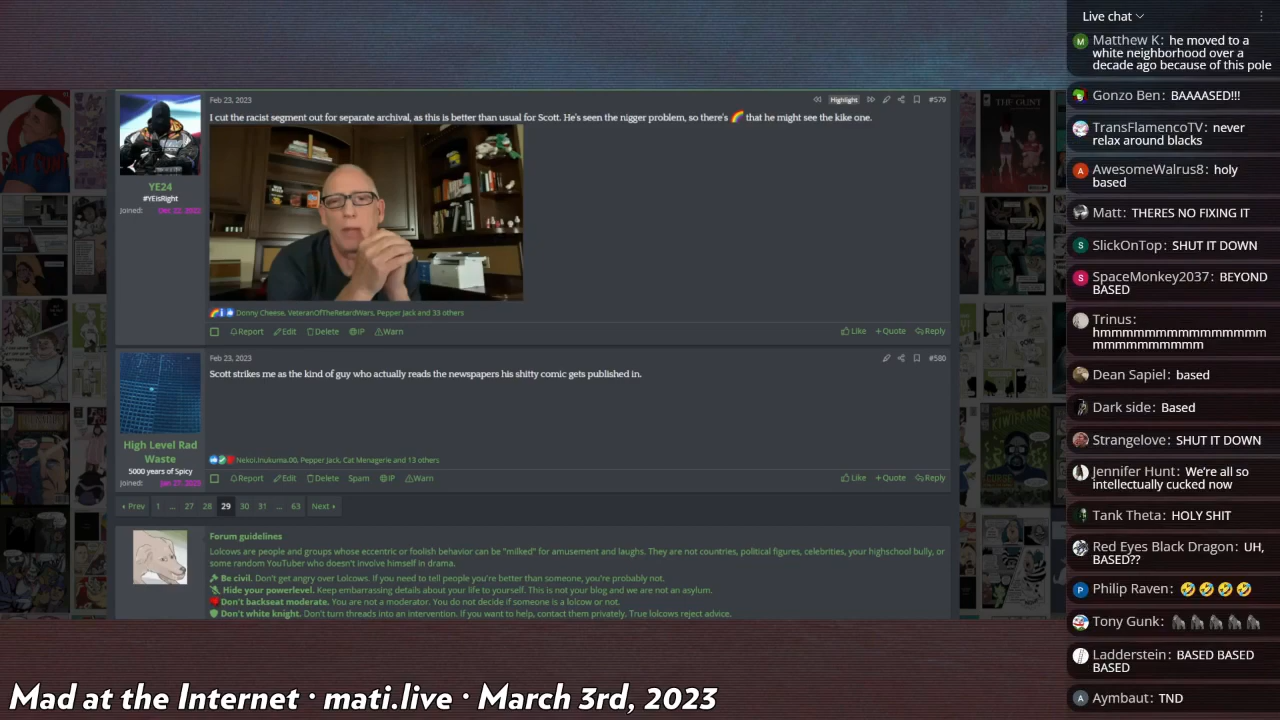 Feb 23, 2023
Highlight
#579
I cut the racist segment out for separate archival, as this is better than usual for Scott. He's seen the nigger problem, so there's 🌈 that he might see the kike one.
YE24
#YEisRight
Joined: Dec 22, 2022
Donny Cheese, VeteranOfTheRetardWars, Pepper Jack and 33 others
Report Edit Delete IP Warn
Like +Quote Reply
Feb 23, 2023
#580
Scott strikes me as the kind of guy who actually reads the newspapers his shitty comic gets published in.
High Level Rad
Waste
5000 years of Spicy
Joined: Jan 27, 2023
Nekoi.Inukuma.00, Pepper Jack, Cat Menagerie and 13 others
Report Edit Delete Spam IP Warn
Like +Quote Reply
Prev 1 ... 27 28 29 30 31 ... 63 Next
Forum guidelines
Lolcows are people and groups whose eccentric or foolish behavior can be "milked" for amusement and laughs. They are not countries, political figures, celebrities, your highschool bully, or
some random YouTuber who doesn't involve himself in drama.
Be civil. Don't get angry over Lolcows. If you need to tell people you're better than someone, you're probably not.
Hide your powerlevel. Keep embarrassing details about your life to yourself. This is not your blog and we are not an asylum.
Don't backseat moderate. You are not a moderator. You do not decide if someone is a lolcow or not.
Don't white knight. Don't turn threads into an intervention. If you want to help, contact them privately. True lolcows reject advice.
THE GUNT
KIWIFARMS
Live chat
Matthew K: he moved to a
white neighborhood over a
decade ago because of this pole
Gonzo Ben: BAAAASED!!!
TransFlamencoTV: never
relax around blacks
AwesomeWalrus8: holy
based
Matt: THERES NO FIXING IT
SlickOnTop: SHUT IT DOWN
SpaceMonkey2037: BEYOND
BASED
Trinus:
hmmmmmmmmmmmmmmmm
mmmmmmmmmm
Dean Sapiel: based
Dark side: Based
Strangelove: SHUT IT DOWN
Jennifer Hunt: We're all so
intellectually cucked now
Tank Theta: HOLY SHIT
Red Eyes Black Dragon: UH,
BASED??
Philip Raven: 🤣🤣🤣🤣
Tony Gunk: 🦍🦍🦍🦍🦍
Ladderstein: BASED BASED
BASED
Aymbaut: TND
Mad at the Internet · mati.live · March 3rd, 2023